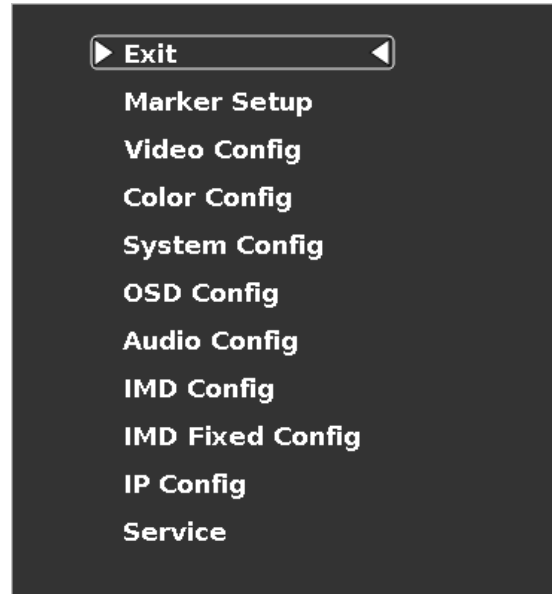 Exit
Marker Setup
Video Config
Color Config
System Config
OSD Config
Audio Config
IMD Config
IMD Fixed Config
IP Config
Service